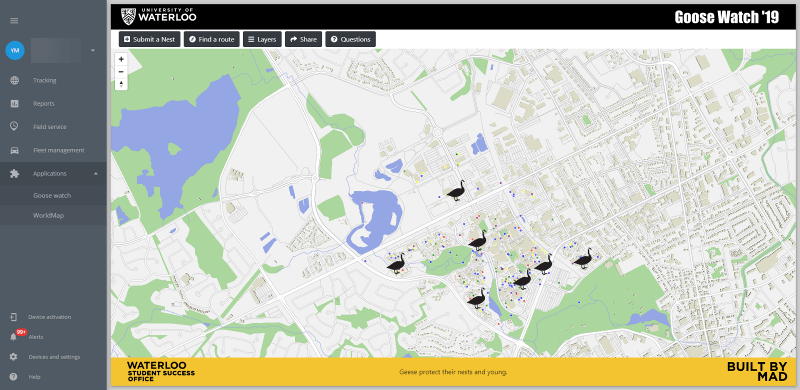 YM
Tracking
Reports
Field service
Fleet management
Applications
Goose watch
WorldMap
Device activation
99+
Alerts
Devices and settings
Help
UNIVERSITY OF
WATERLOO
Goose Watch '19
Submit a Nest
Find a route
Layers
Share
Questions
+
−
WATERLOO
STUDENT SUCCESS
OFFICE
Geese protect their nests and young.
BUILT BY
MAD